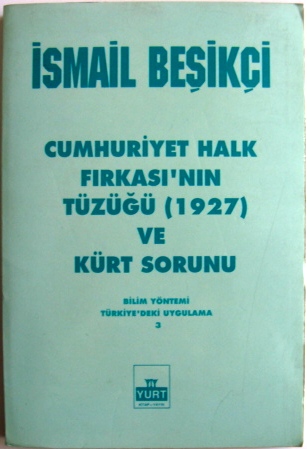 İSMAİL BEŞİKÇİ
CUMHURİYET HALK
FIRKASI'NIN
TÜZÜĞÜ (1927)
VE
KÜRT SORUNU
BİLİM YÖNTEMİ
TÜRKİYE'DEKİ UYGULAMA
3
YURT